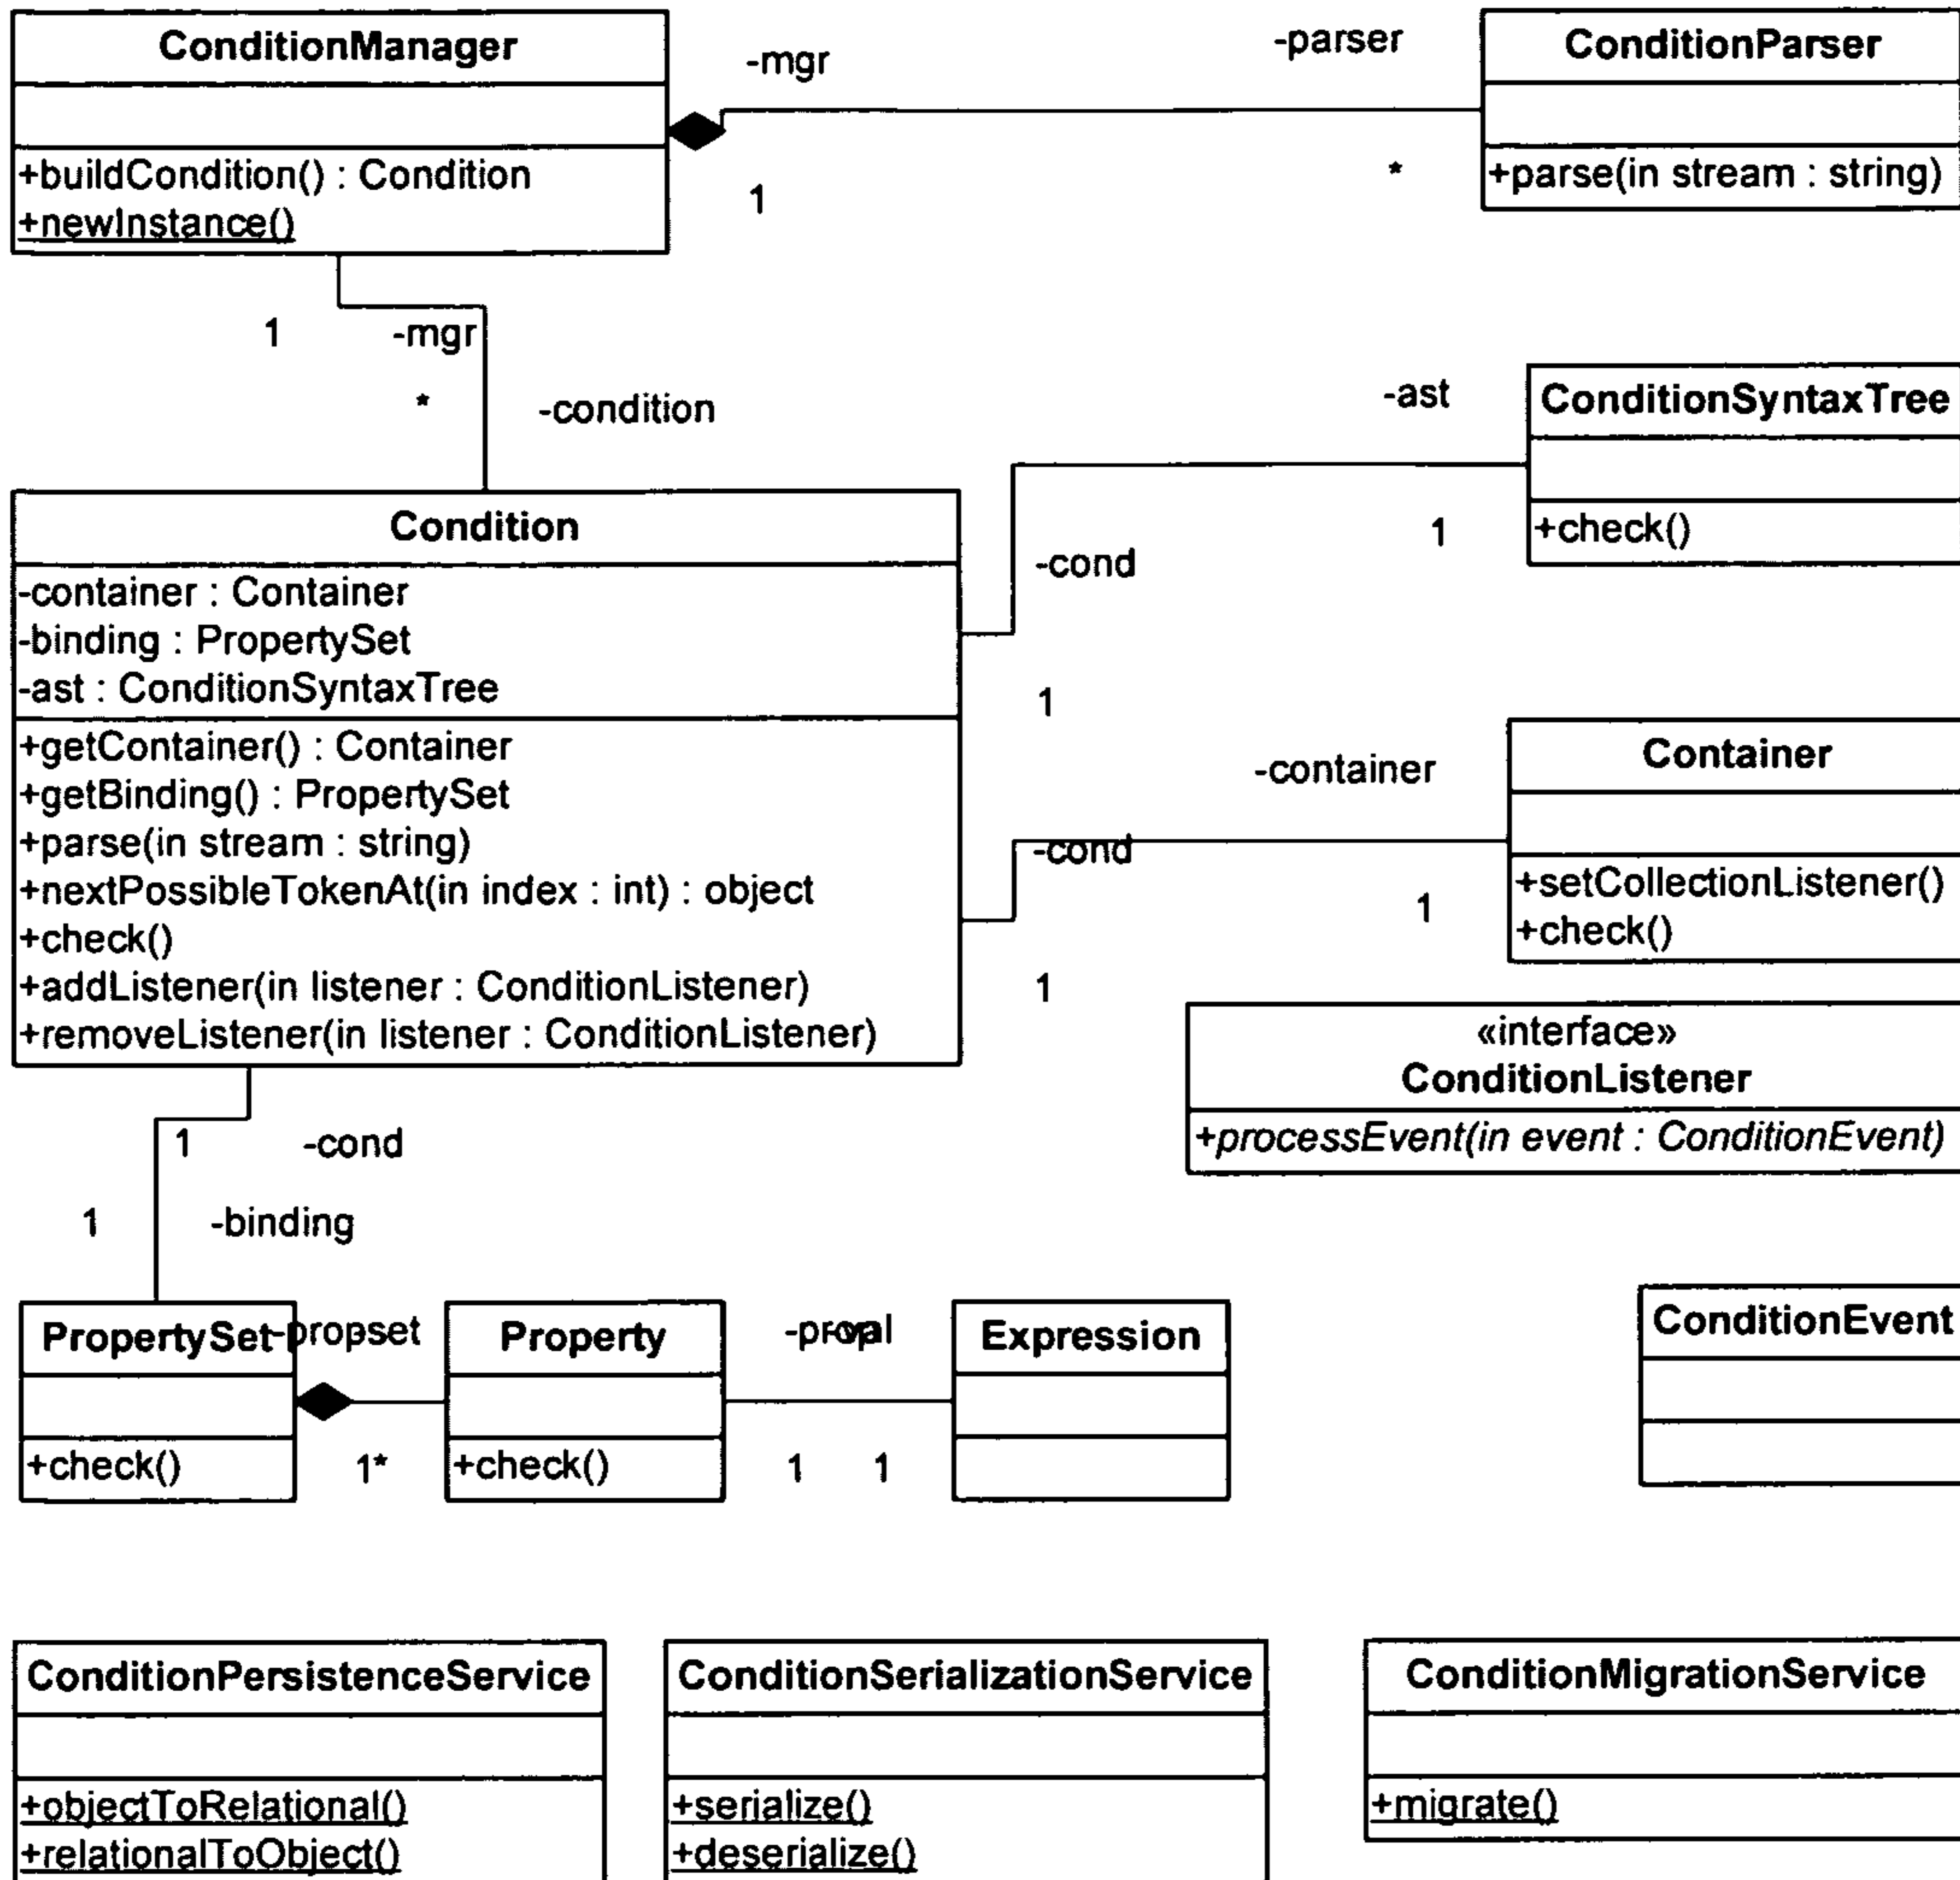 ConditionManager
+buildCondition() : Condition
+newInstance()
-mgr
1
-parser
*
ConditionParser
+parse(in stream : string)
1
-mgr
*
-condition
Condition
-container : Container
-binding : PropertySet
-ast : ConditionSyntaxTree
+getContainer() : Container
+getBinding() : PropertySet
+parse(in stream : string)
+nextPossibleTokenAt(in index : int) : object
+check()
+addListener(in listener : ConditionListener)
+removeListener(in listener : ConditionListener)
-ast
1
-cond
1
ConditionSyntaxTree
+check()
-container
-cond
1
1
Container
+setCollectionListener()
+check()
«interface»
ConditionListener
+processEvent(in event : ConditionEvent)
1
-cond
1
-binding
PropertySet
+check()
-propset
1*
Property
+check()
-prop
-val
1
1
Expression
ConditionEvent
ConditionPersistenceService
+objectToRelational()
+relationalToObject()
ConditionSerializationService
+serialize()
+deserialize()
ConditionMigrationService
+migrate()